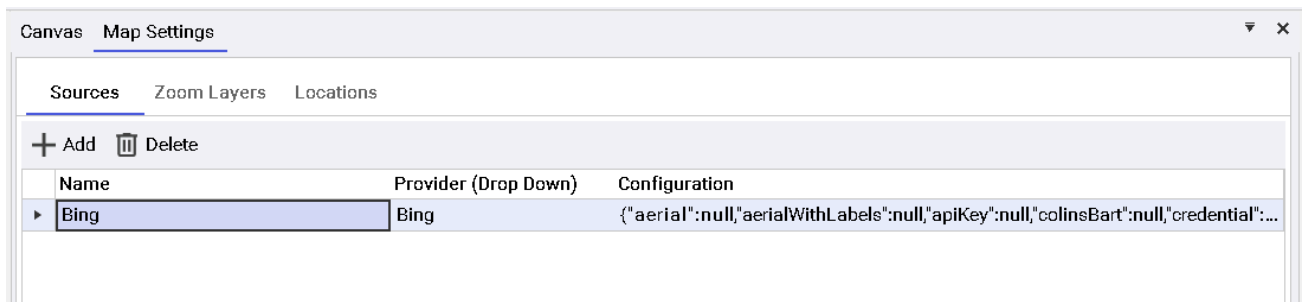 Canvas Map Settings
Sources Zoom Layers Locations
Add Delete
Name Provider (Drop Down) Configuration
Bing Bing {"aerial":null,"aerialWithLabels":null,"apiKey":null,"colinsBart":null,"credential":...